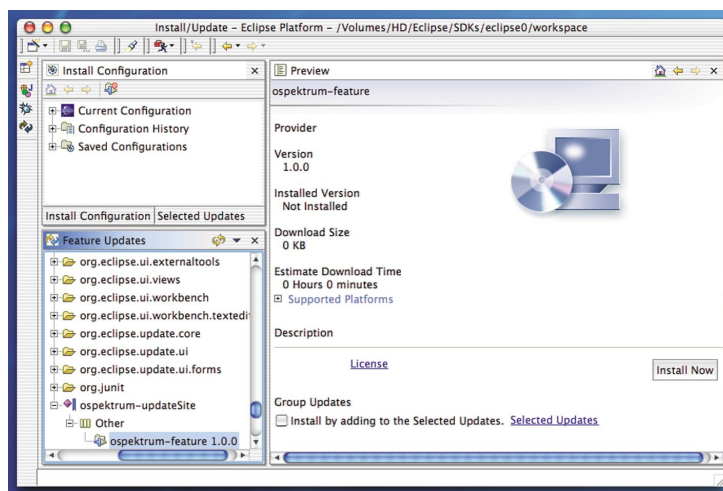 Install/Update – Eclipse Platform – /Volumes/HD/Eclipse/SDKs/eclipse0/workspace
Install Configuration
Current Configuration
Configuration History
Saved Configurations
Install Configuration Selected Updates
Feature Updates
org.eclipse.ui.externaltools
org.eclipse.ui.views
org.eclipse.ui.workbench
org.eclipse.ui.workbench.textedit
org.eclipse.update.core
org.eclipse.update.ui
org.eclipse.update.ui.forms
org.junit
ospektrum-updateSite
Other
ospektrum-feature 1.0.0
Preview
ospektrum-feature
Provider
Version
1.0.0
Installed Version
Not Installed
Download Size
0 KB
Estimate Download Time
0 Hours 0 minutes
Supported Platforms
Description
License
Install Now
Group Updates
Install by adding to the Selected Updates. Selected Updates